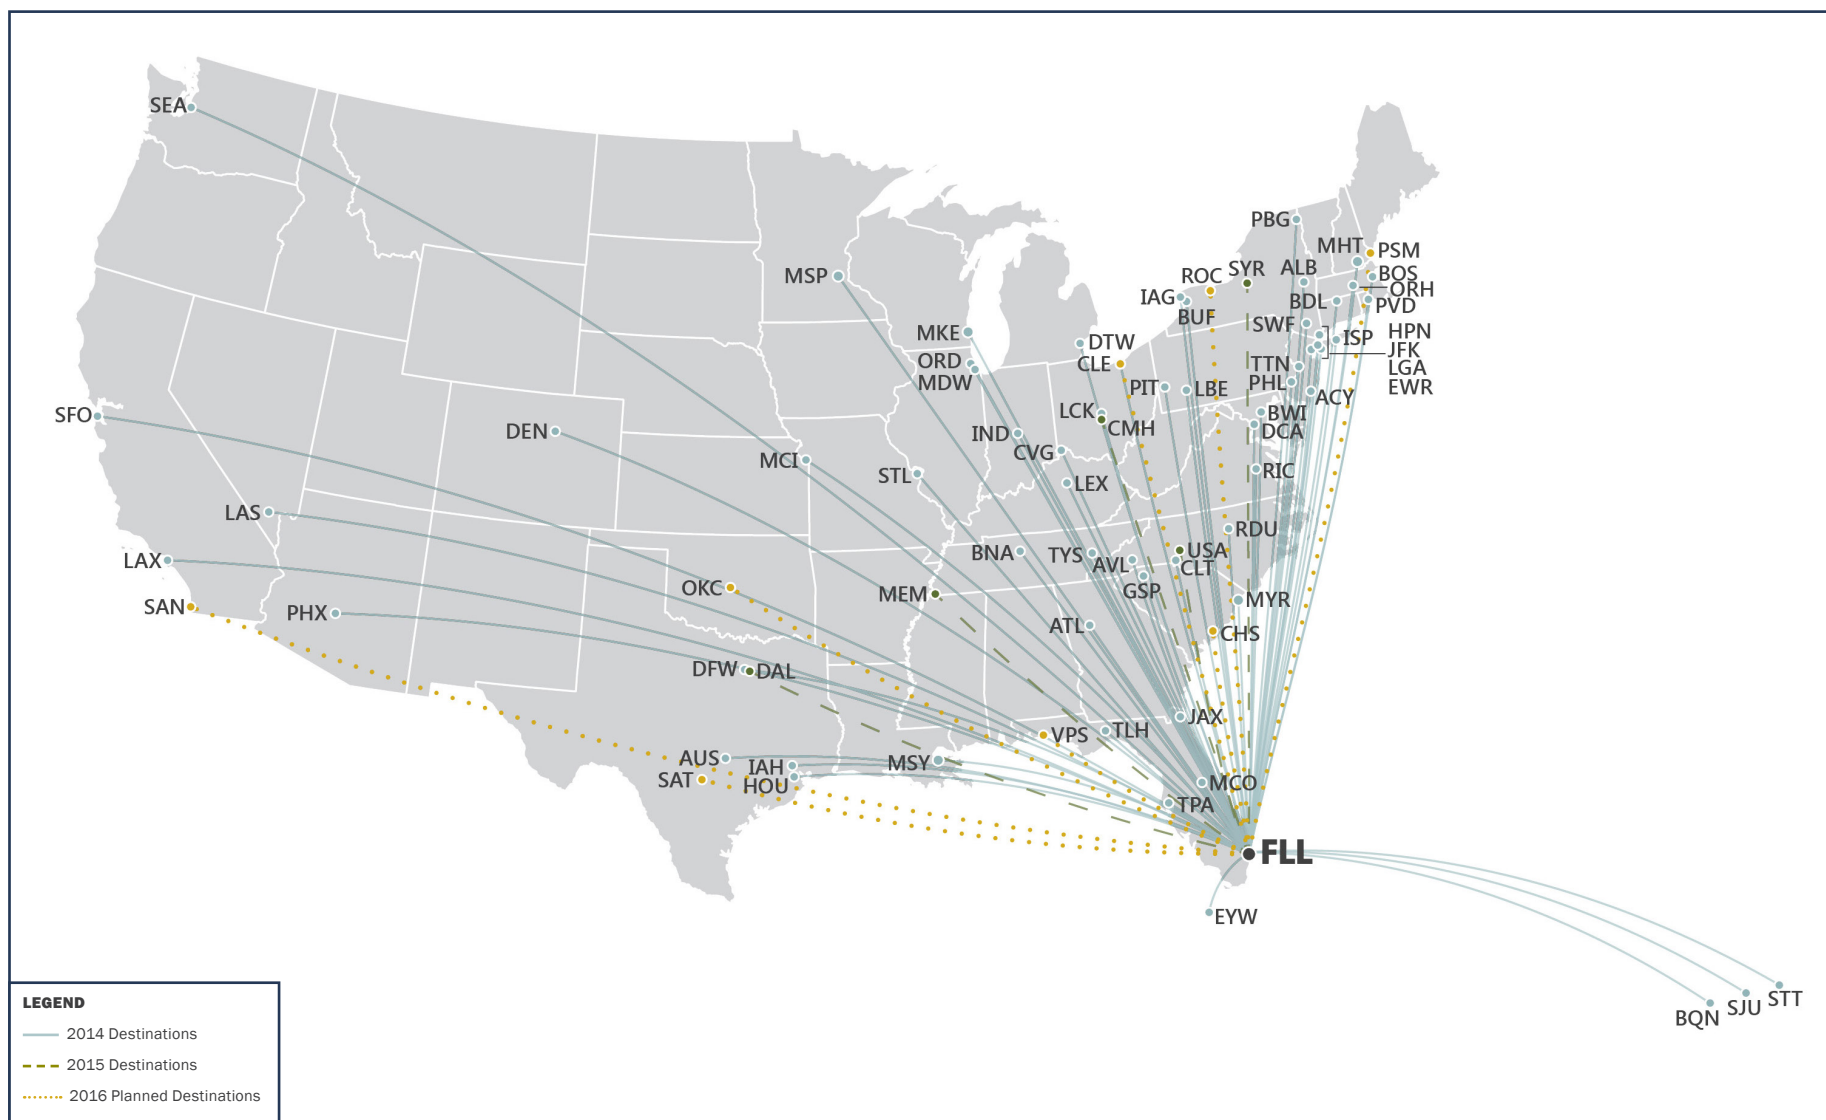 SEA
PBG
MHT
PSM
SYR
ALB
BOS
MSP
ROC
ORH
IAG
BDL
PVD
BUF
SWF
HPN
MKE
ISP
DTW
JFK
ORD
CLE
TTN
LGA
MDW
PIT
LBE
PHL
EWR
ACY
SFO
LCK
BWI
DEN
CMH
DCA
IND
CVG
MCI
STL
RIC
LEX
LAS
RDU
BNA
TYS
USA
LAX
AVL
CLT
OKC
GSP
MEM
SAN
PHX
MYR
ATL
CHS
DFW
DAL
JAX
VPS
TLH
AUS
IAH
MSY
SAT
HOU
MCO
TPA
FLL
EYW
STT
SJU
BQN
LEGEND
2014 Destinations
2015 Destinations
2016 Planned Destinations